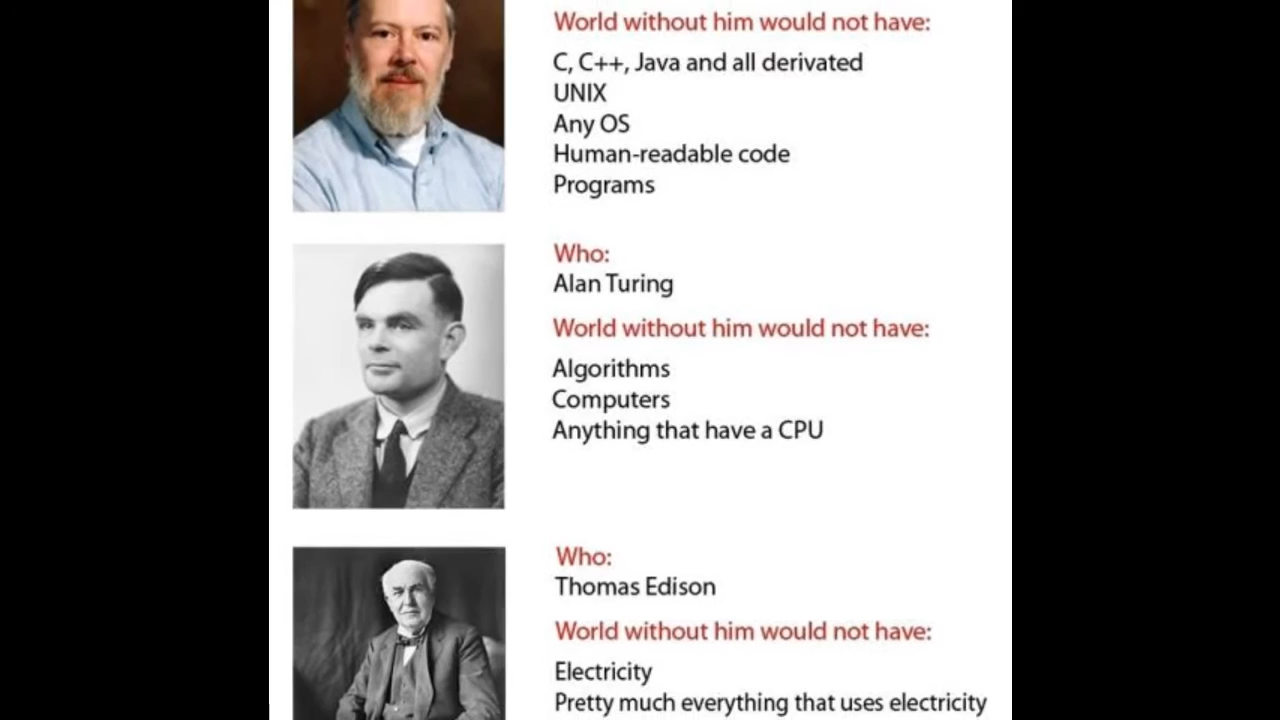 World without him would not have:
C, C++, Java and all derivated
UNIX
Any OS
Human-readable code
Programs
Who:
Alan Turing
World without him would not have:
Algorithms
Computers
Anything that have a CPU
Who:
Thomas Edison
World without him would not have:
Electricity
Pretty much everything that uses electricity